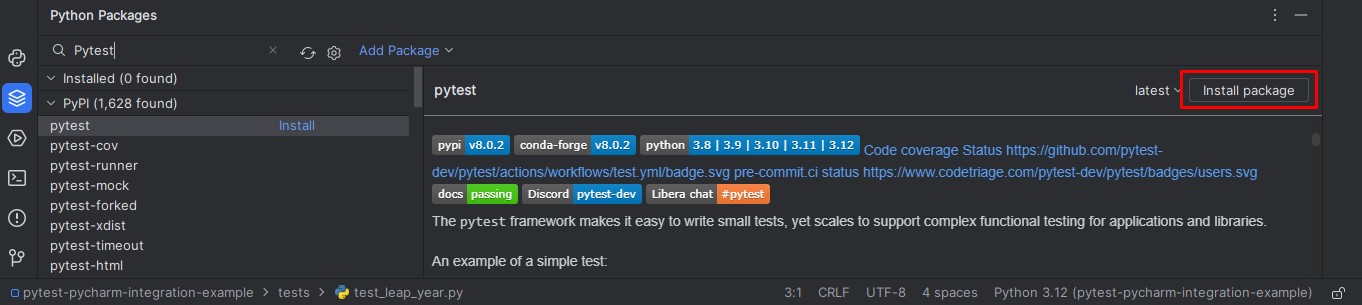 Python Packages
Pytest Add Package
Installed (0 found)
PyPI (1,628 found)
pytest Install
pytest-cov
pytest-runner
pytest-mock
pytest-forked
pytest-xdist
pytest-timeout
pytest-html
pytest latest Install package
pypi v8.0.2 conda-forge v8.0.2 python 3.8 | 3.9 | 3.10 | 3.11 | 3.12 Code coverage Status https://github.com/pytest-
dev/pytest/actions/workflows/test.yml/badge.svg pre-commit.ci status https://www.codetriage.com/pytest-dev/pytest/badges/users.svg
docs passing Discord pytest-dev Libera chat #pytest
The pytest framework makes it easy to write small tests, yet scales to support complex functional testing for applications and libraries.
An example of a simple test:
pytest-pycharm-integration-example > tests > test_leap_year.py 3:1 CRLF UTF-8 4 spaces Python 3.12 (pytest-pycharm-integration-example)